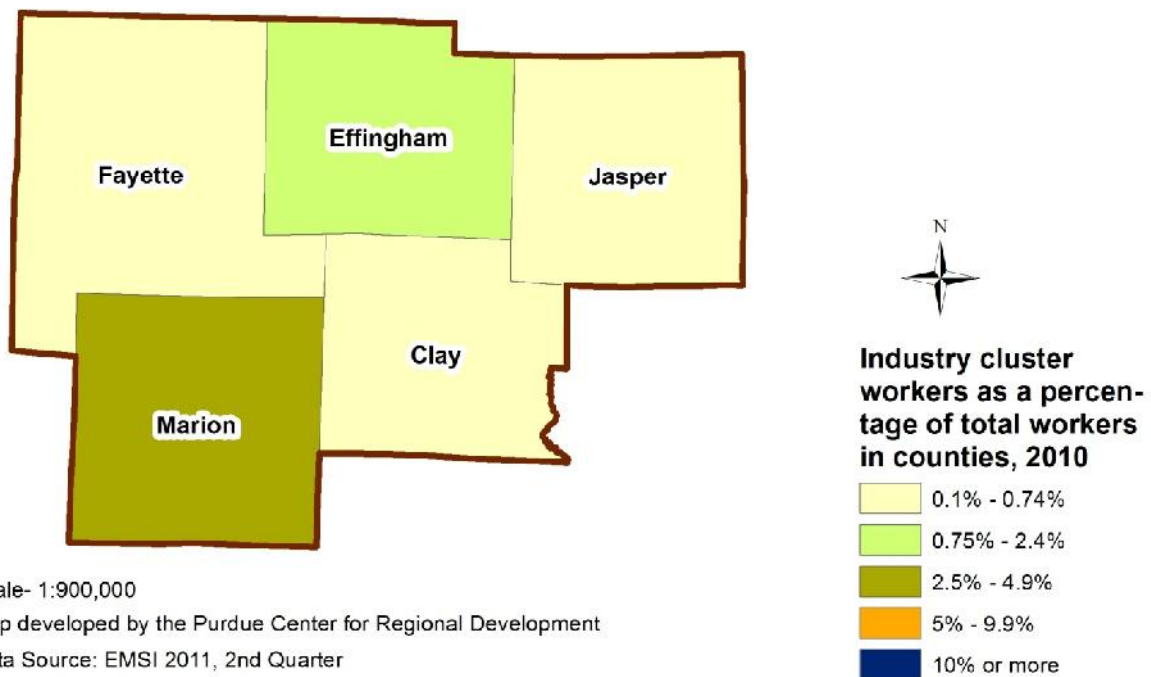 Effingham
Fayette
Jasper
Clay
Marion
N
Industry cluster
workers as a percen-
tage of total workers
in counties, 2010
0.1% - 0.74%
0.75% - 2.4%
2.5% - 4.9%
5% - 9.9%
10% or more
ale- 1:900,000
p developed by the Purdue Center for Regional Development
ta Source: EMSI 2011, 2nd Quarter